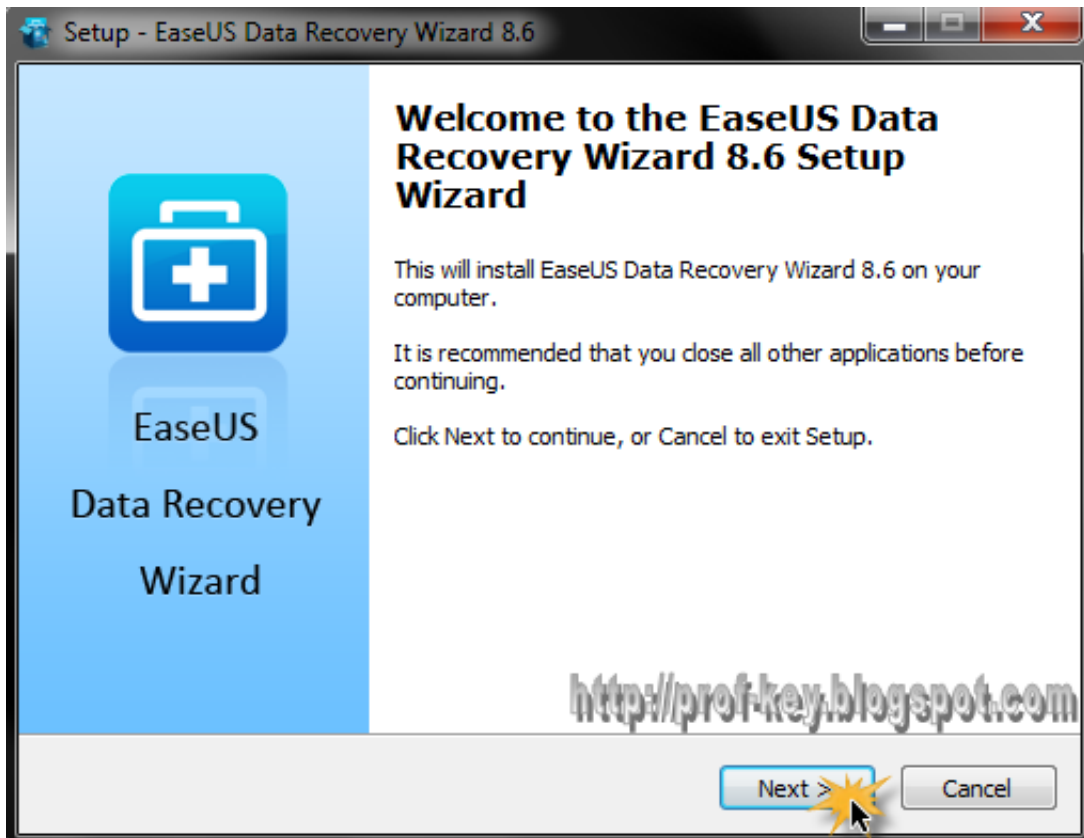 Setup - EaseUS Data Recovery Wizard 8.6
Welcome to the EaseUS Data
Recovery Wizard 8.6 Setup
Wizard
This will install EaseUS Data Recovery Wizard 8.6 on your
computer.
It is recommended that you close all other applications before
continuing.
Click Next to continue, or Cancel to exit Setup.
EaseUS
Data Recovery
Wizard
http://prof-key.blogspot.com
Next >
Cancel